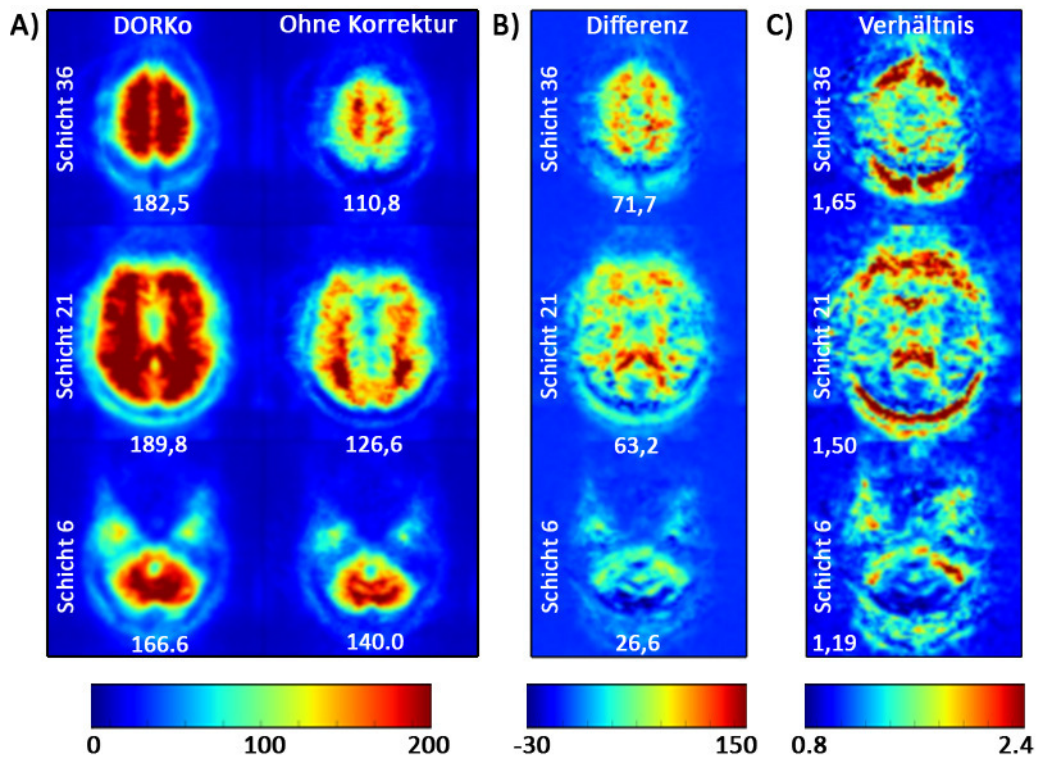 A)
DORKo
Ohne Korrektur
B)
Differenz
C)
Verhältnis
Schicht 36
182,5
110,8
Schicht 36
71,7
Schicht 36
1,65
Schicht 21
189,8
126,6
Schicht 21
63,2
Schicht 21
1,50
Schicht 6
166.6
140.0
Schicht 6
26,6
Schicht 6
1,19
0
100
200
-30
150
0.8
2.4